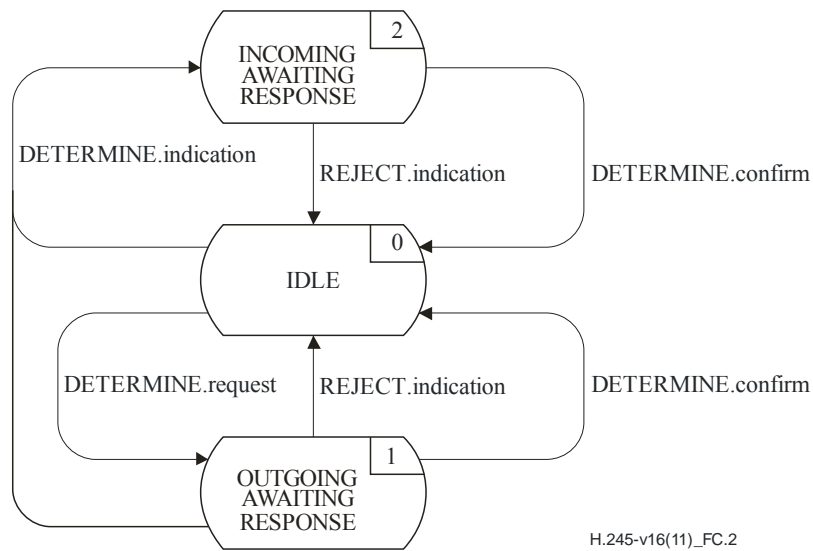 2
INCOMING
AWAITING
RESPONSE
DETERMINE.indication
REJECT.indication
DETERMINE.confirm
0
IDLE
DETERMINE.request
REJECT.indication
DETERMINE.confirm
1
OUTGOING
AWAITING
RESPONSE
H.245-v16(11)_FC.2